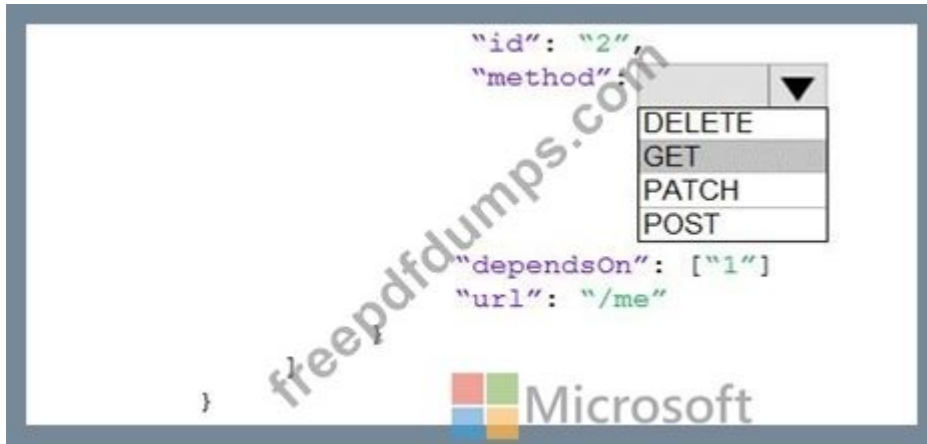 "id": "2",
"method":
DELETE
GET
PATCH
POST
"dependsOn": ["1"]
"url": "/me"
}
]
}
freepdfdumps.com
Microsoft